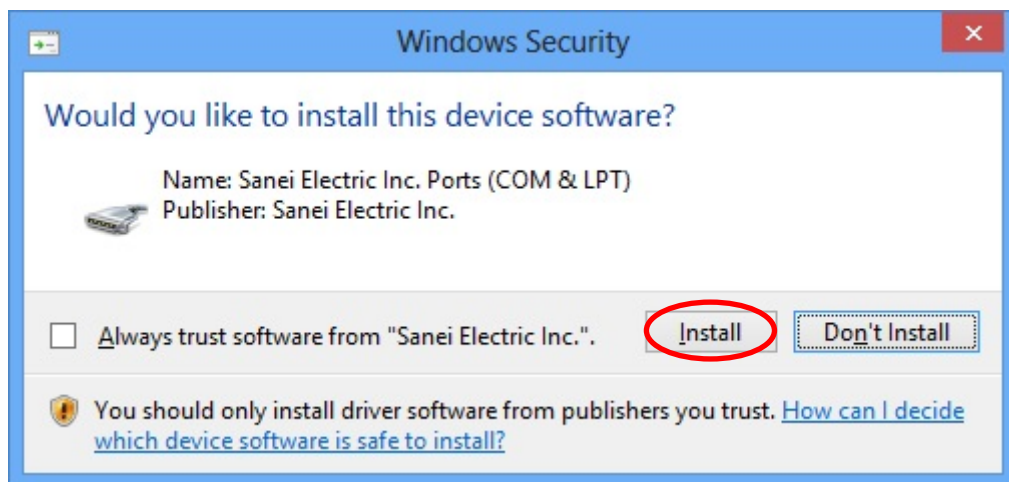 Windows Security
Would you like to install this device software?
Name: Sanei Electric Inc. Ports (COM & LPT)
Publisher: Sanei Electric Inc.
Always trust software from "Sanei Electric Inc.". Install Don't Install
You should only install driver software from publishers you trust. How can I decide
which device software is safe to install?